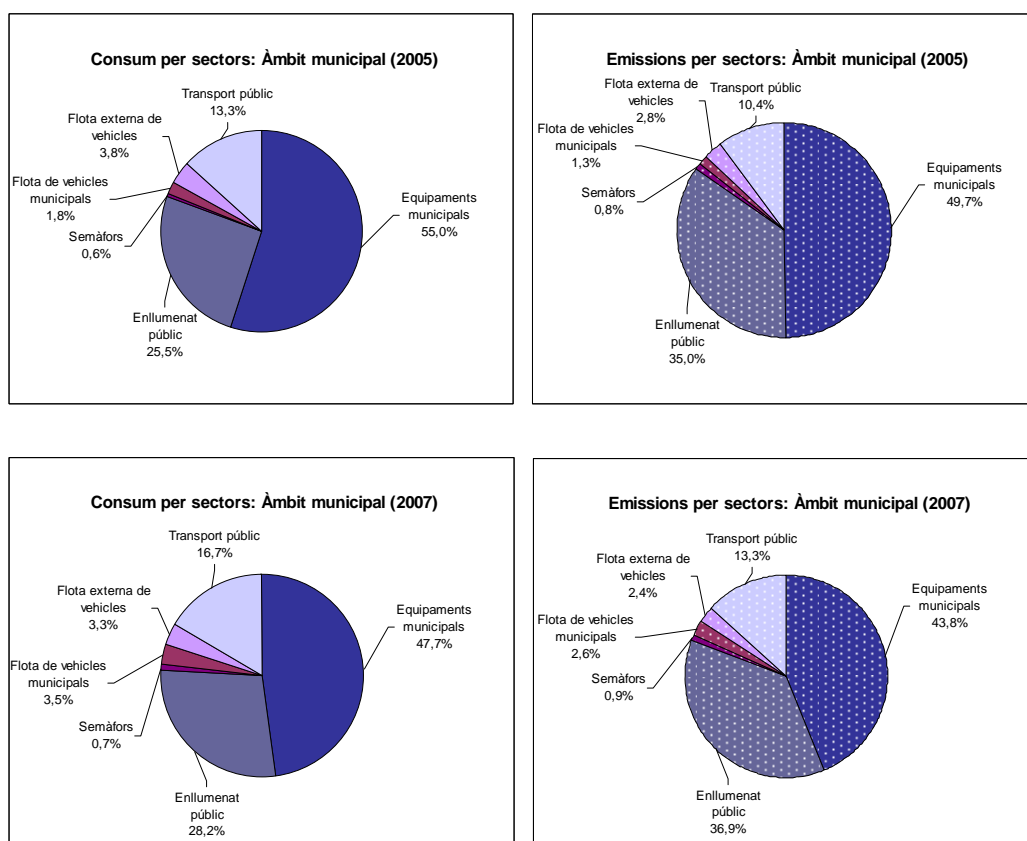 Consum per sectors: Àmbit municipal (2005)
Transport públic
13,3%
Flota externa de
vehicles
3,8%
Flota de vehicles
municipals
1,8%
Semàfors
0,6%
Enllumenat
públic
25,5%
Equipaments
municipals
55,0%
Emissions per sectors: Àmbit municipal (2005)
Transport públic
10,4%
Flota externa de
vehicles
2,8%
Flota de vehicles
municipals
1,3%
Semàfors
0,8%
Enllumenat
públic
35,0%
Equipaments
municipals
49,7%
Consum per sectors: Àmbit municipal (2007)
Transport públic
16,7%
Flota externa de
vehicles
3,3%
Flota de vehicles
municipals
3,5%
Semàfors
0,7%
Enllumenat
públic
28,2%
Equipaments
municipals
47,7%
Emissions per sectors: Àmbit municipal (2007)
Transport públic
13,3%
Flota externa de
vehicles
2,4%
Flota de
vehicles municipals
2,6%
Semàfors
0,9%
Enllumenat
públic
36,9%
Equipaments
municipals
43,8%